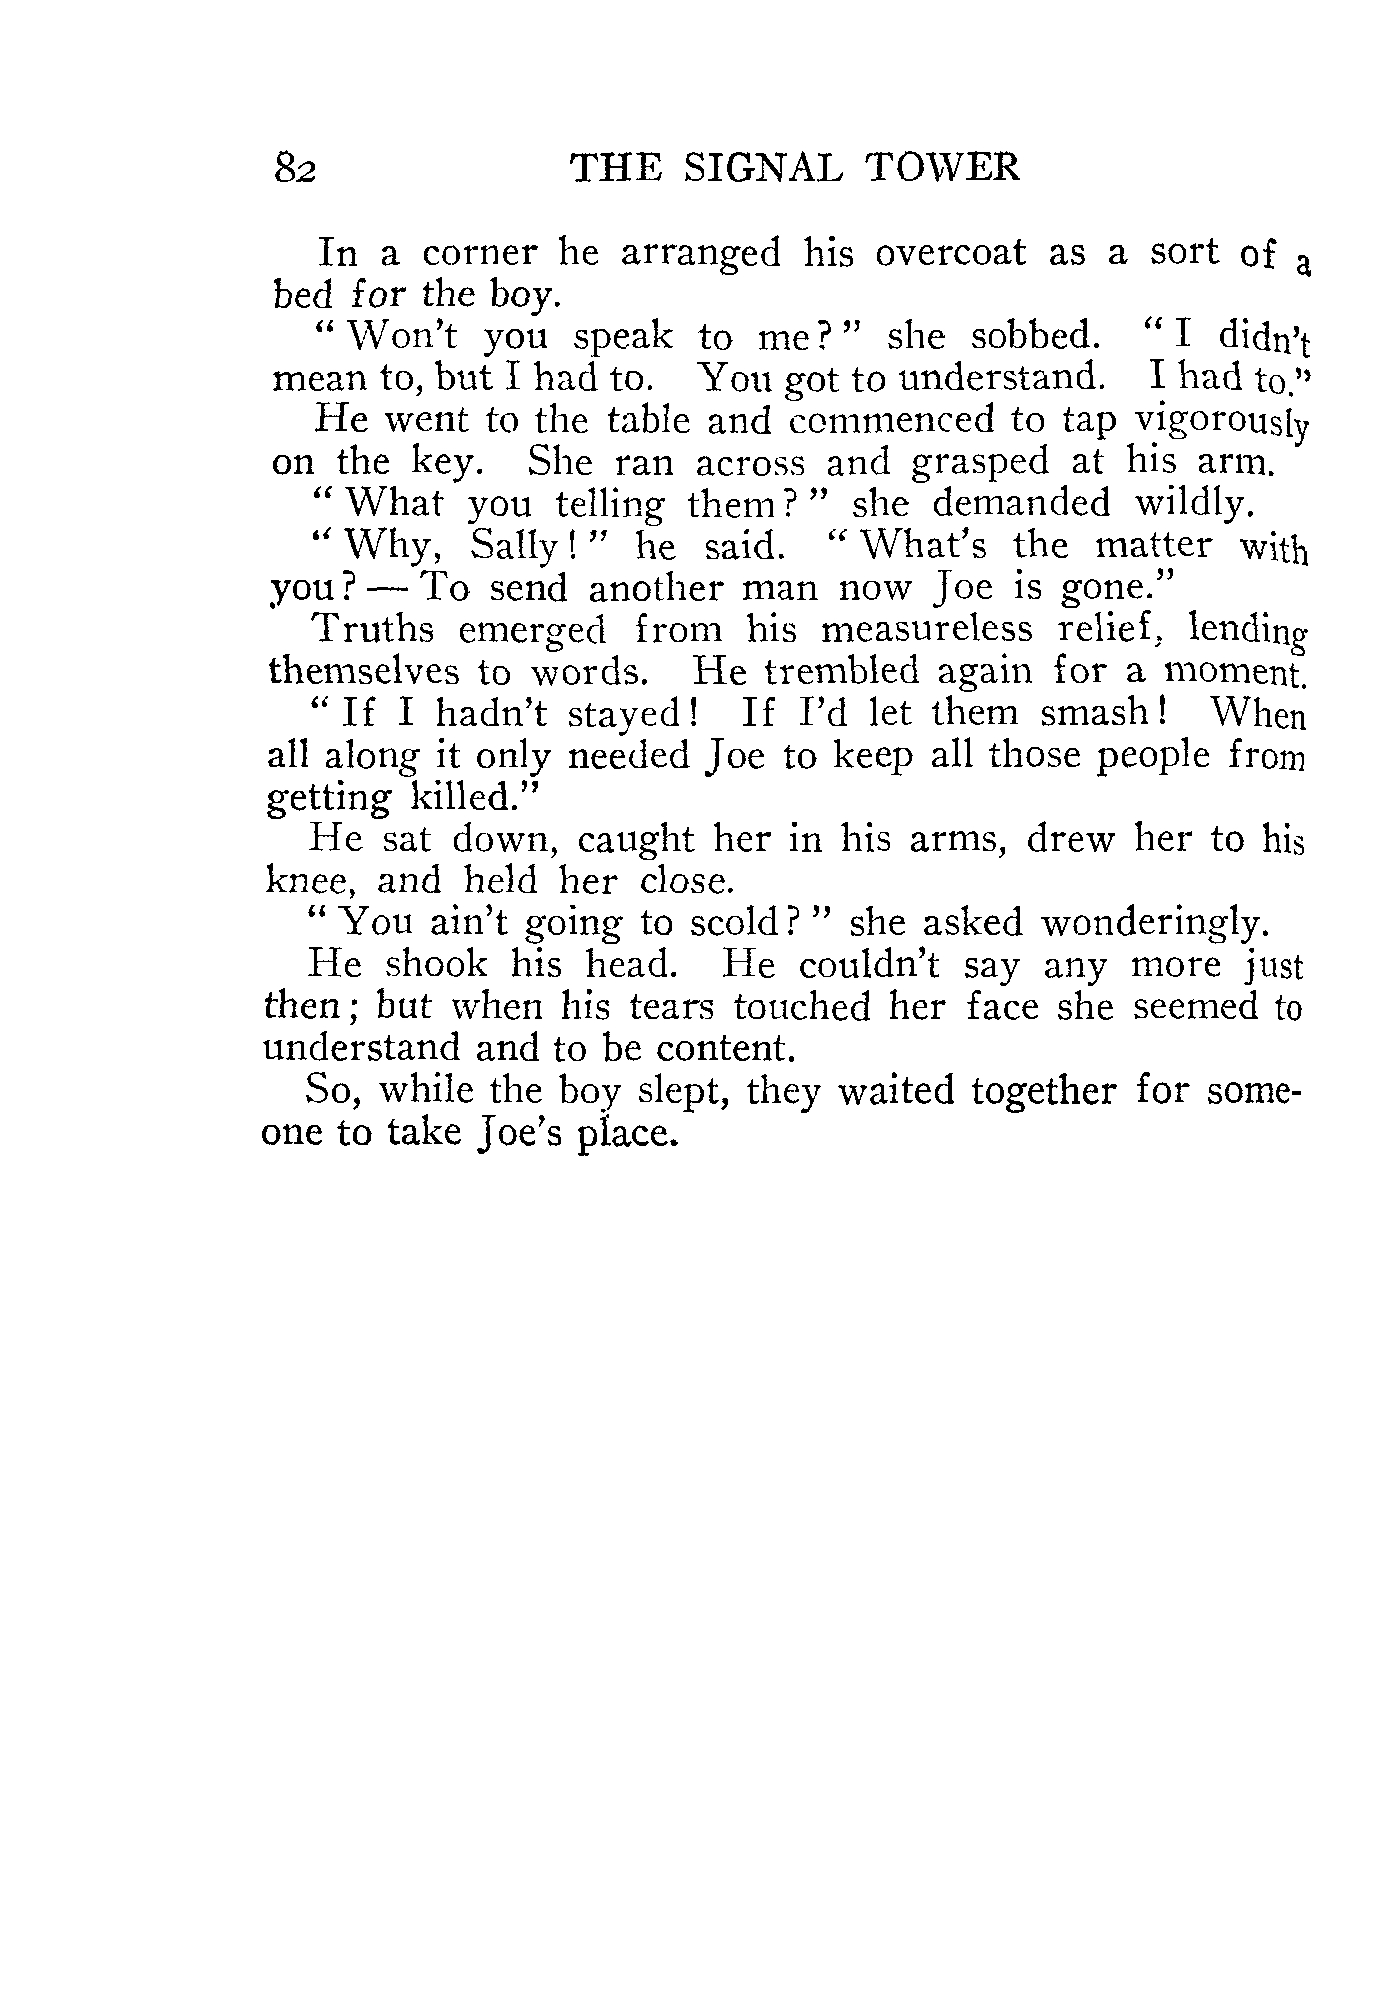 82 THE SIGNAL TOWER
In a corner he arranged his overcoat as a sort of a
bed for the boy.
“ Won’t you speak to me? ” she sobbed. “ I didn’t
mean to, but I had to. You got to understand. I had to.”
He went to the table and commenced to tap vigorously
on the key. She ran across and grasped at his arm.
“ What you telling them? ” she demanded wildly.
“ Why, Sally! ” he said. “ What’s the matter with
you? — To send another man now Joe is gone.”
Truths emerged from his measureless relief, lending
themselves to words. He trembled again for a moment.
“ If I hadn’t stayed! If I’d let them smash! When
all along it only needed Joe to keep all those people from
getting killed.”
He sat down, caught her in his arms, drew her to his
knee, and held her close.
“ You ain’t going to scold? ” she asked wonderingly.
He shook his head. He couldn’t say any more just
then; but when his tears touched her face she seemed to
understand and to be content.
So, while the boy slept, they waited together for some-
one to take Joe’s place.